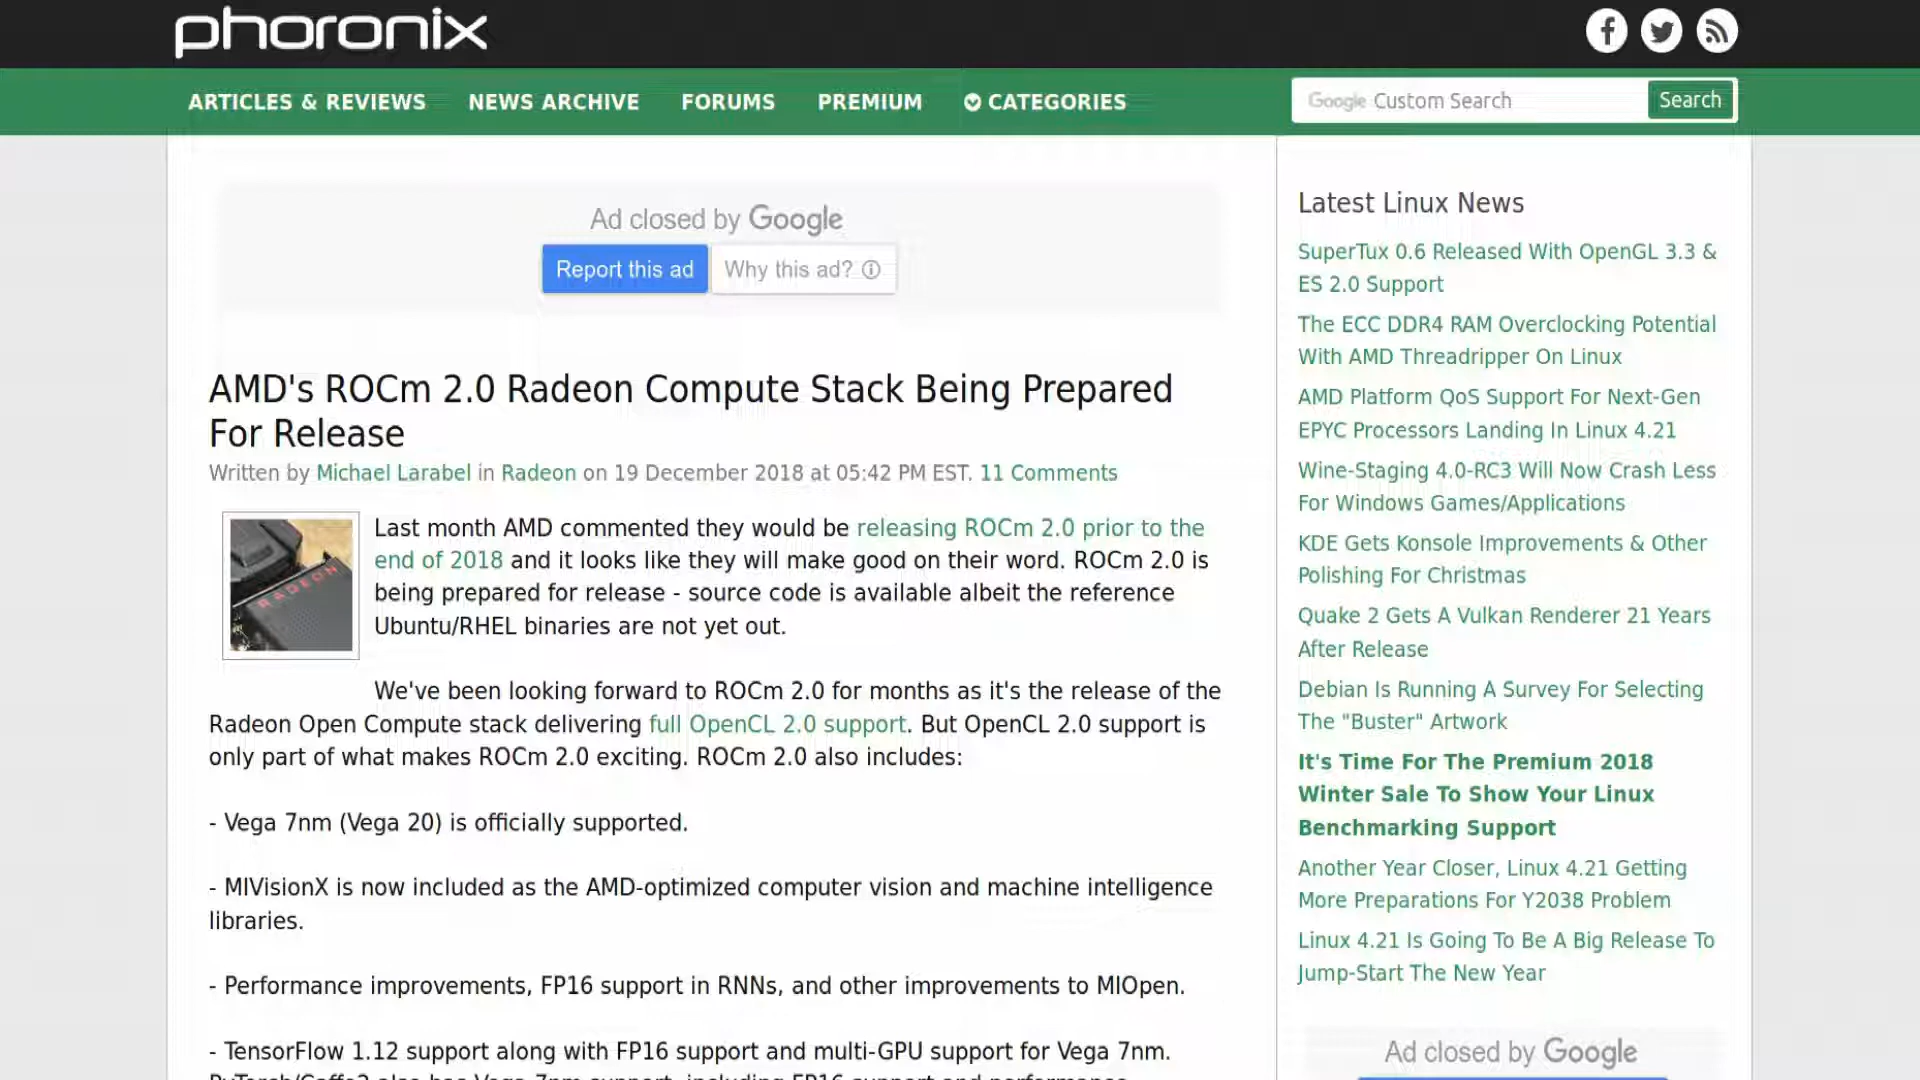 phoronix
ARTICLES & REVIEWS NEWS ARCHIVE FORUMS PREMIUM CATEGORIES
Google Custom Search Search
Ad closed by Google
Report this ad Why this ad?
AMD's ROCm 2.0 Radeon Compute Stack Being Prepared
For Release
Written by Michael Larabel in Radeon on 19 December 2018 at 05:42 PM EST. 11 Comments
RADEON
Last month AMD commented they would be releasing ROCm 2.0 prior to the
end of 2018 and it looks like they will make good on their word. ROCm 2.0 is
being prepared for release - source code is available albeit the reference
Ubuntu/RHEL binaries are not yet out.
We've been looking forward to ROCm 2.0 for months as it's the release of the
Radeon Open Compute stack delivering full OpenCL 2.0 support. But OpenCL 2.0 support is
only part of what makes ROCm 2.0 exciting. ROCm 2.0 also includes:
- Vega 7nm (Vega 20) is officially supported.
- MIVisionX is now included as the AMD-optimized computer vision and machine intelligence
libraries.
- Performance improvements, FP16 support in RNNs, and other improvements to MIOpen.
- TensorFlow 1.12 support along with FP16 support and multi-GPU support for Vega 7nm.
PyTorch/Caffe2 also has Vega 7nm support, including FP16 support and performance
Latest Linux News
SuperTux 0.6 Released With OpenGL 3.3 &
ES 2.0 Support
The ECC DDR4 RAM Overclocking Potential
With AMD Threadripper On Linux
AMD Platform QoS Support For Next-Gen
EPYC Processors Landing In Linux 4.21
Wine-Staging 4.0-RC3 Will Now Crash Less
For Windows Games/Applications
KDE Gets Konsole Improvements & Other
Polishing For Christmas
Quake 2 Gets A Vulkan Renderer 21 Years
After Release
Debian Is Running A Survey For Selecting
The "Buster" Artwork
It's Time For The Premium 2018
Winter Sale To Show Your Linux
Benchmarking Support
Another Year Closer, Linux 4.21 Getting
More Preparations For Y2038 Problem
Linux 4.21 Is Going To Be A Big Release To
Jump-Start The New Year
Ad closed by Google